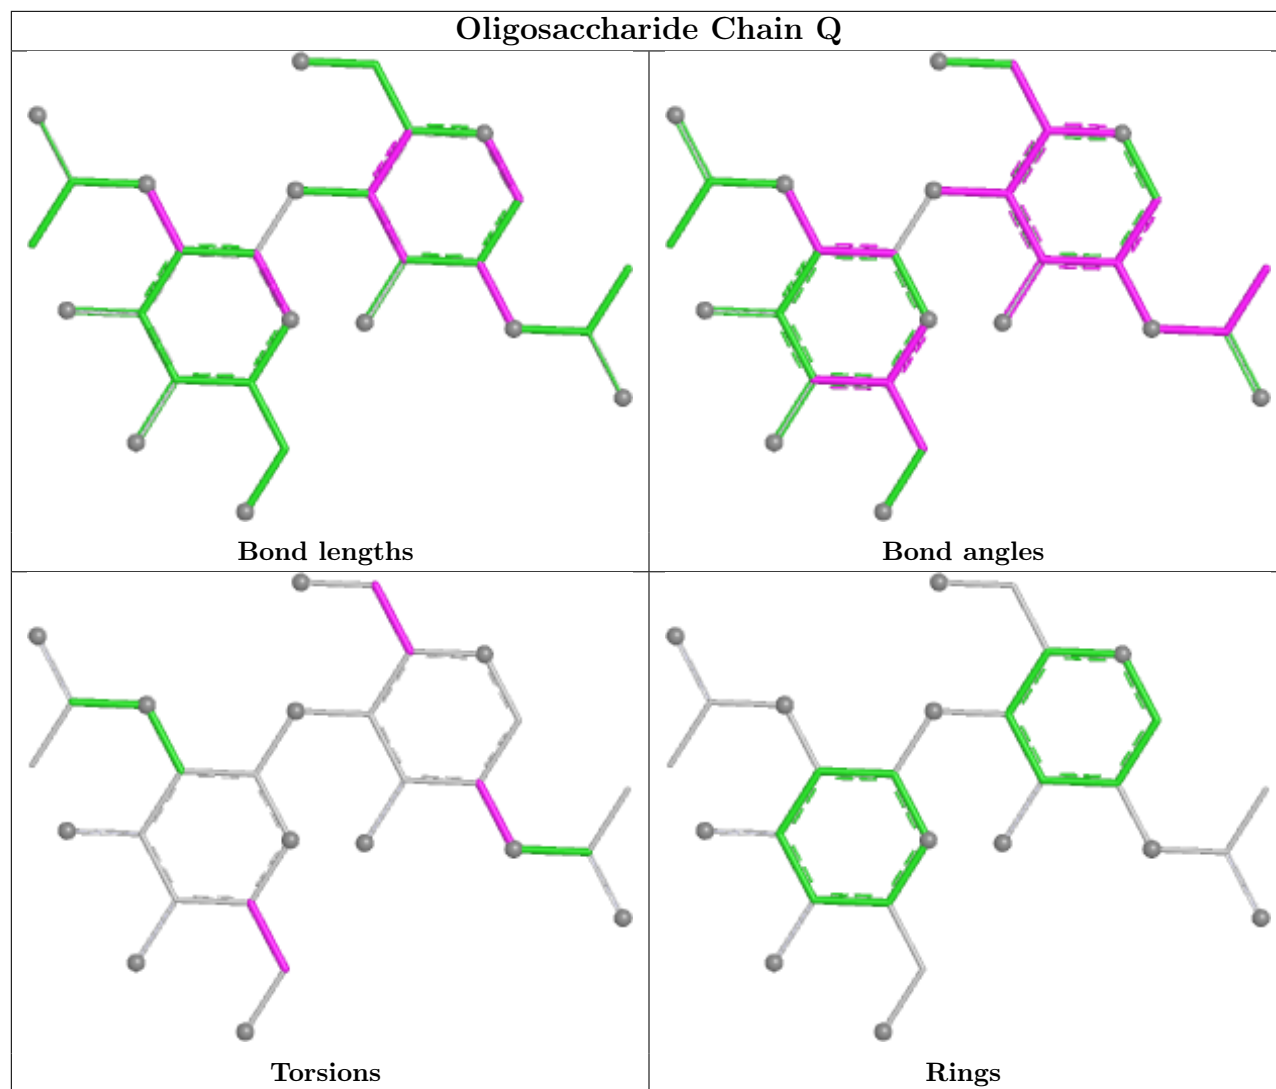 Oligosaccharide Chain Q
Bond lengths
Bond angles
Torsions
Rings